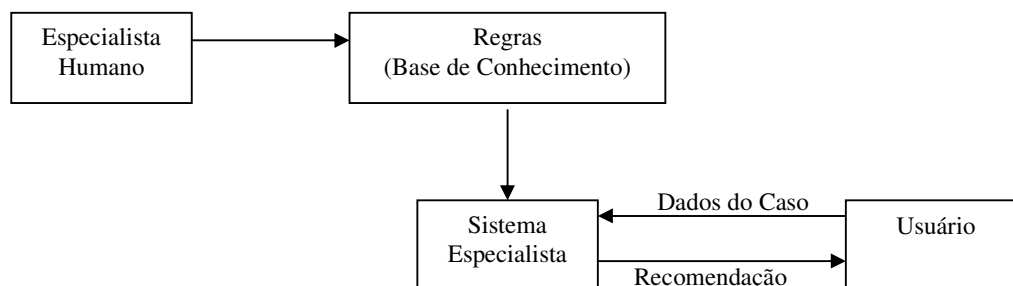 Especialista
Humano
Regras
(Base de Conhecimento)
Dados do Caso
Sistema
Especialista
Usuário
Recomendação